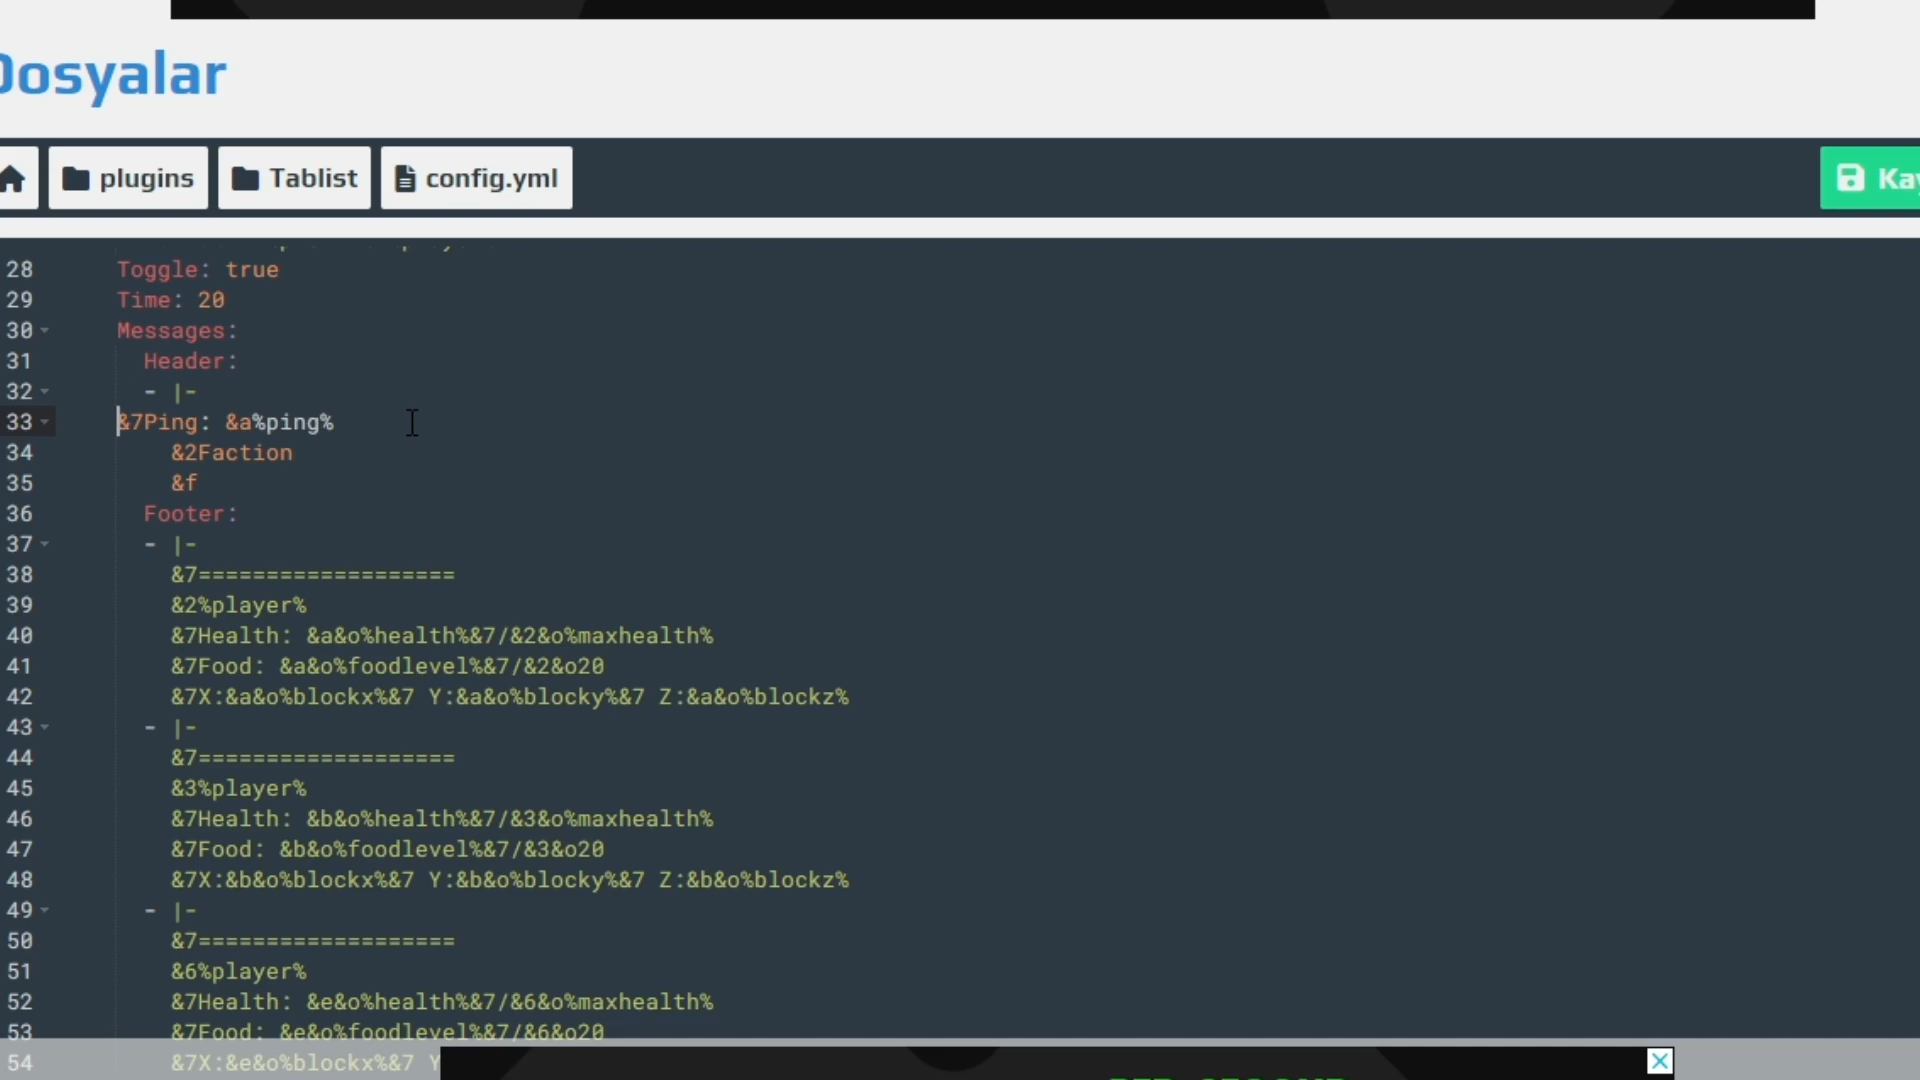 Dosyalar
plugins
Tablist
config.yml
28 Toggle: true
29 Time: 20
30 Messages:
31 Header:
32 - |-
33 &7Ping: &a%ping%
34 &2Faction
35 &f
36 Footer:
37 - |-
38 &7===================
39 &2%player%
40 &7Health: &a&o%health%&7/&2&o%maxhealth%
41 &7Food: &a&o%foodlevel%&7/&2&o20
42 &7X:&a&o%blockx%&7 Y:&a&o%blocky%&7 Z:&a&o%blockz%
43 - |-
44 &7===================
45 &3%player%
46 &7Health: &b&o%health%&7/&3&o%maxhealth%
47 &7Food: &b&o%foodlevel%&7/&3&o20
48 &7X:&b&o%blockx%&7 Y:&b&o%blocky%&7 Z:&b&o%blockz%
49 - |-
50 &7===================
51 &6%player%
52 &7Health: &e&o%health%&7/&6&o%maxhealth%
53 &7Food: &e&o%foodlevel%&7/&6&o20
54 &7X:&e&o%blockx%&7 Y